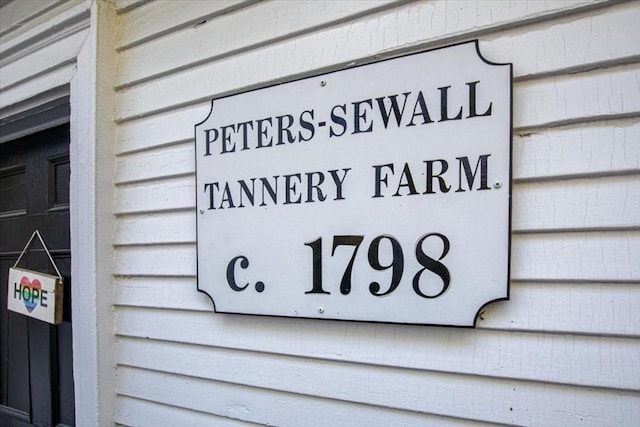 PETERS-SEWALL
TANNERY FARM
c. 1798
HOPE